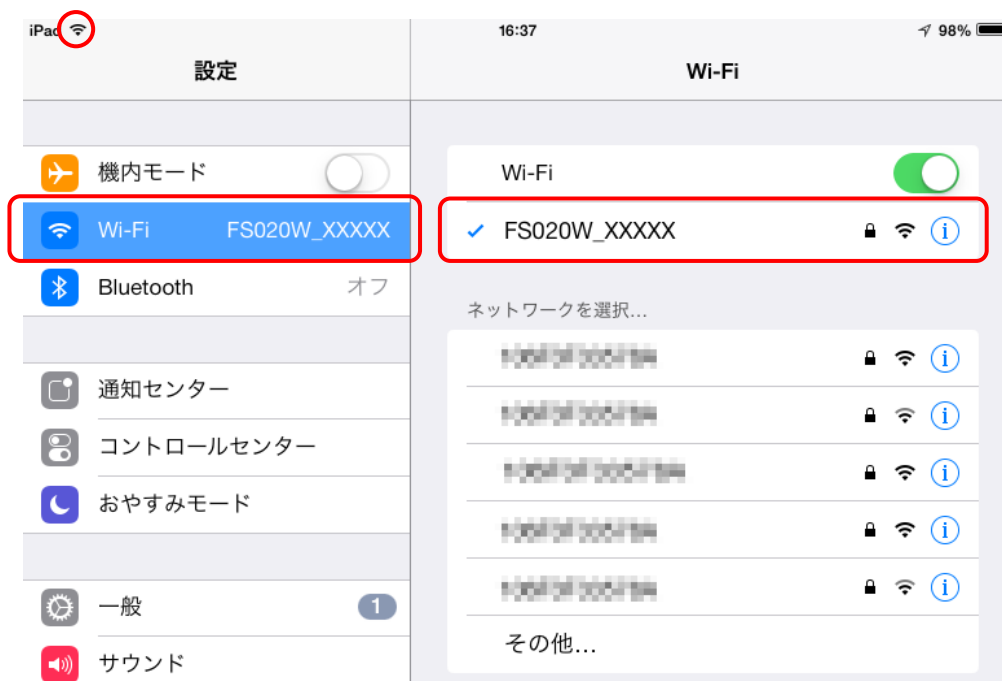 iPad 16:37 98%
設定
機内モード
Wi-Fi FS020W_XXXXX
Bluetooth オフ
通知センター
コントロールセンター
おやすみモード
一般 1
サウンド
Wi-Fi
Wi-Fi
FS020W_XXXXX
ネットワークを選択...
その他...